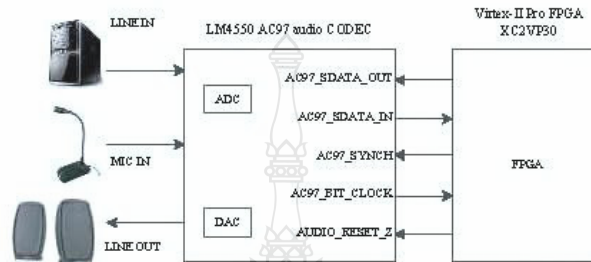 LINE IN
LM4550 AC97 audio CODEC
Virtex-II Pro FPGA
XC2VP30
ADC
AC97_SDATA_OUT
AC97_SDATA_IN
MIC IN
AC97_SYNCH
FPGA
AC97_BIT_CLOCK
DAC
AUDIO_RESET_Z
LINE OUT